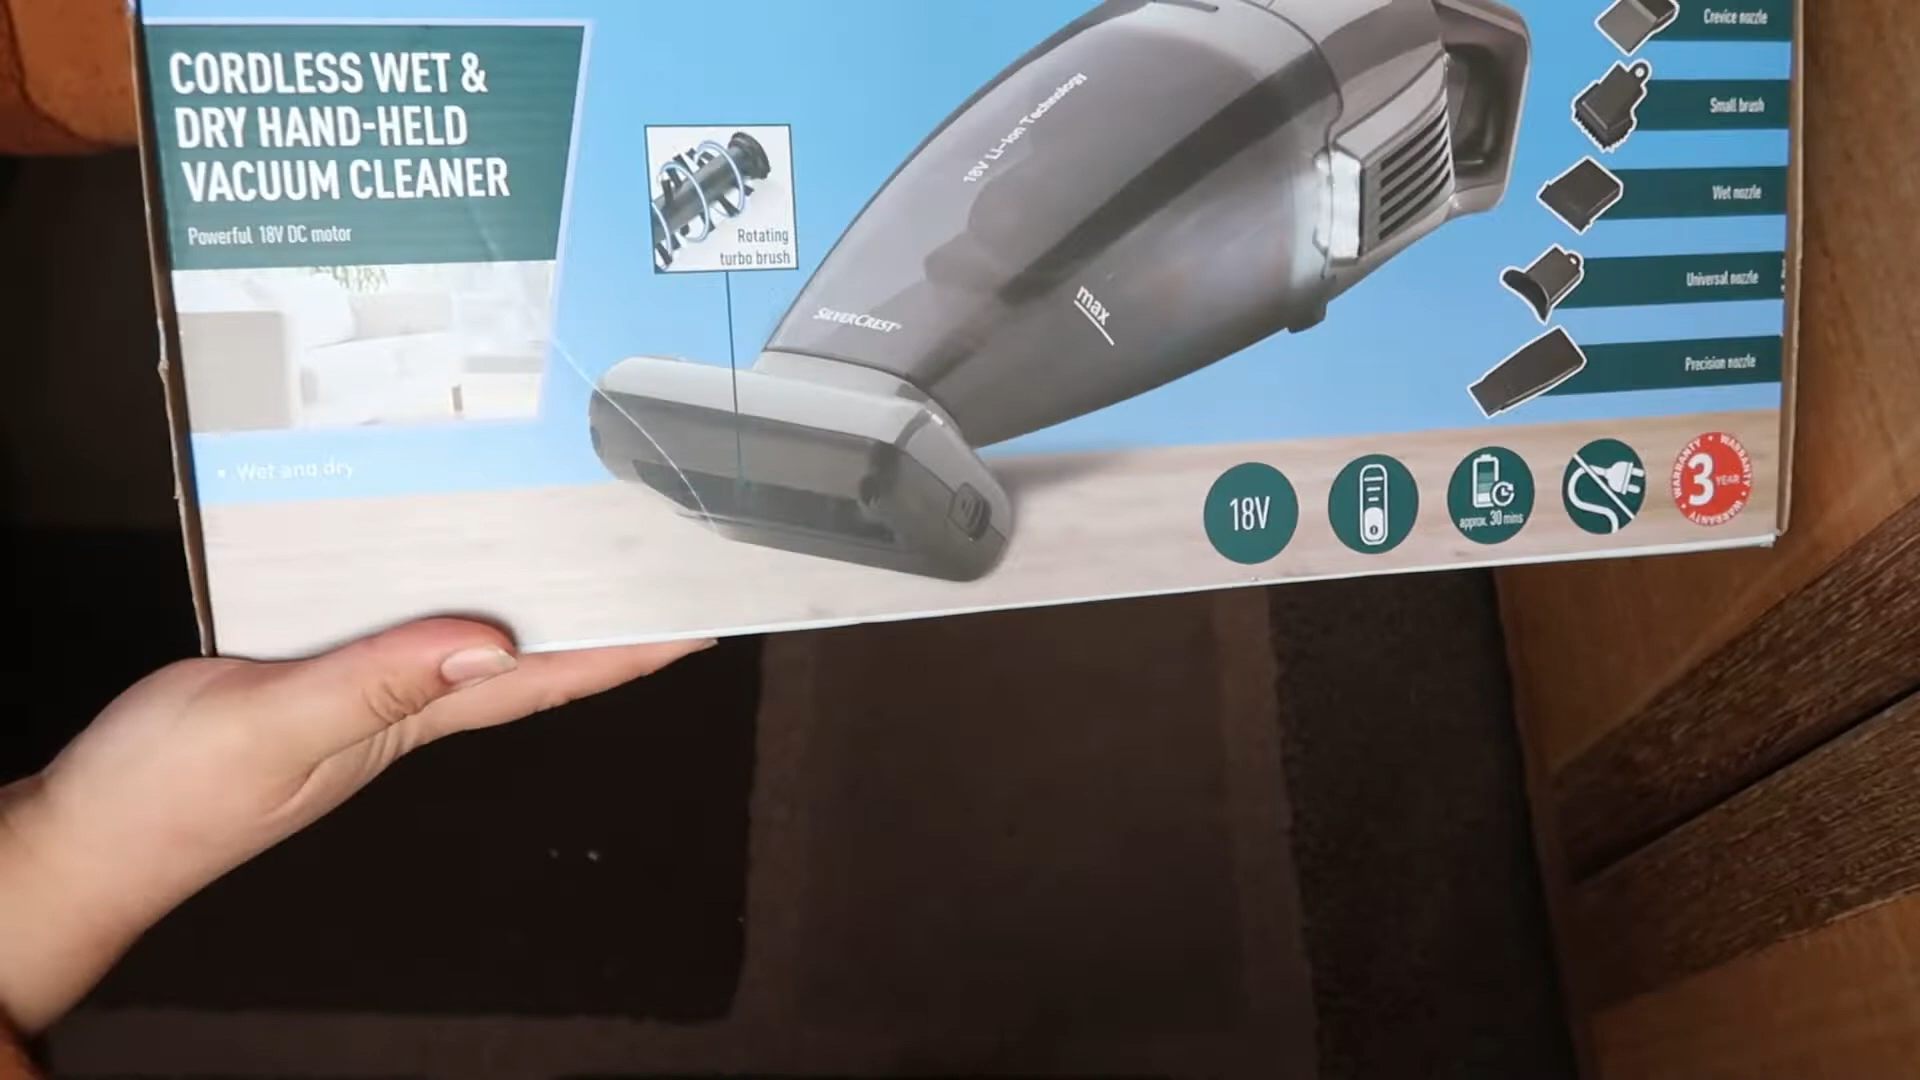 CORDLESS WET &
DRY HAND-HELD
VACUUM CLEANER
Powerful 18V DC motor
• Wet and dry
Rotating
turbo brush
18V Li-Ion Technology
SILVERCREST®
max
Crevice nozzle
Small brush
Wet nozzle
Universal nozzle
Precision nozzle
18V
approx. 30 mins
WARRANTY • WARRANTY • WARRANTY •
3 YEAR